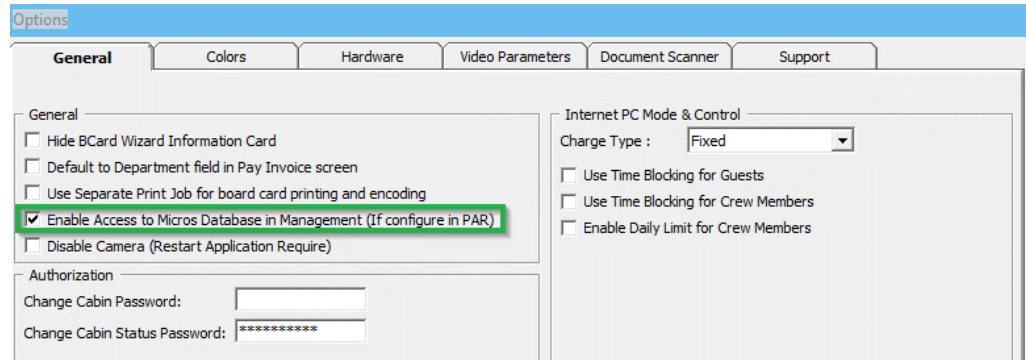 Options
General Colors Hardware Video Parameters Document Scanner Support
General
Hide BCard Wizard Information Card
Default to Department field in Pay Invoice screen
Use Separate Print Job for board card printing and encoding
Enable Access to Micros Database in Management (If configure in PAR)
Disable Camera (Restart Application Require)
Authorization
Change Cabin Password:
Change Cabin Status Password: **********
Internet PC Mode & Control
Charge Type : Fixed
Use Time Blocking for Guests
Use Time Blocking for Crew Members
Enable Daily Limit for Crew Members